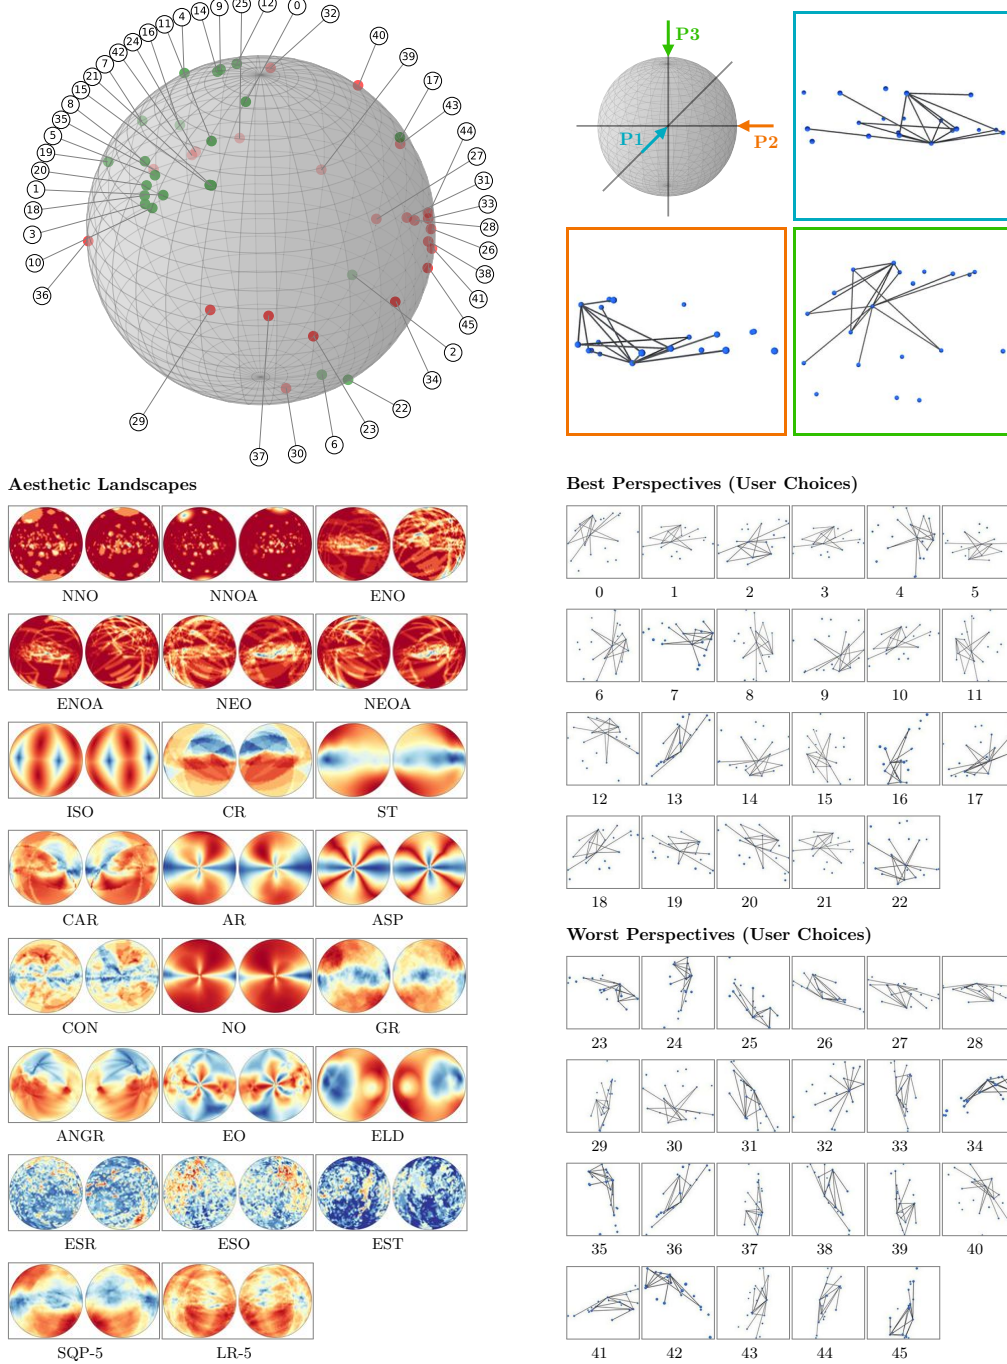 25
12
0
9
14
4
11
16
24
42
7
21
15
8
35
5
19
20
1
18
3
10
36
32
40
39
17
43
44
27
31
33
28
26
38
41
45
2
34
22
23
6
30
37
29
P3
P1
P2
Aesthetic Landscapes
NNO NNOA ENO
ENOA NEO NEOA
ISO CR ST
CAR AR ASP
CON NO GR
ANGR EO ELD
ESR ESO EST
SQP-5 LR-5
Best Perspectives (User Choices)
0 1 2 3 4 5
6 7 8 9 10 11
12 13 14 15 16 17
18 19 20 21 22
Worst Perspectives (User Choices)
23 24 25 26 27 28
29 30 31 32 33 34
35 36 37 38 39 40
41 42 43 44 45